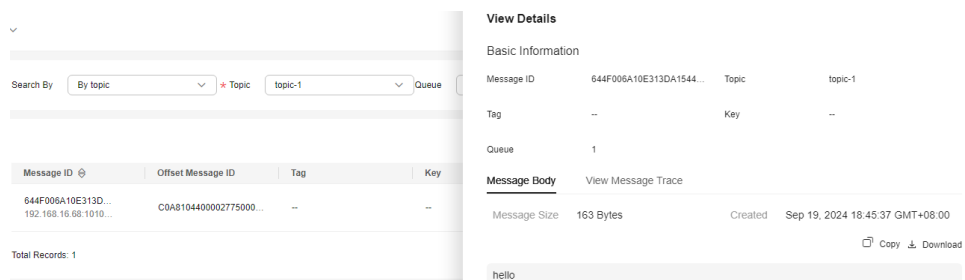 Search By By topic * Topic topic-1 Queue
Message ID Offset Message ID Tag Key
644F006A10E313D... C0A8104400002775000... -- --
192.168.16.68:1010...
Total Records: 1
View Details
Basic Information
Message ID 644F006A10E313DA1544... Topic topic-1
Tag -- Key --
Queue 1
Message Body View Message Trace
Message Size 163 Bytes Created Sep 19, 2024 18:45:37 GMT+08:00
Copy Download
hello